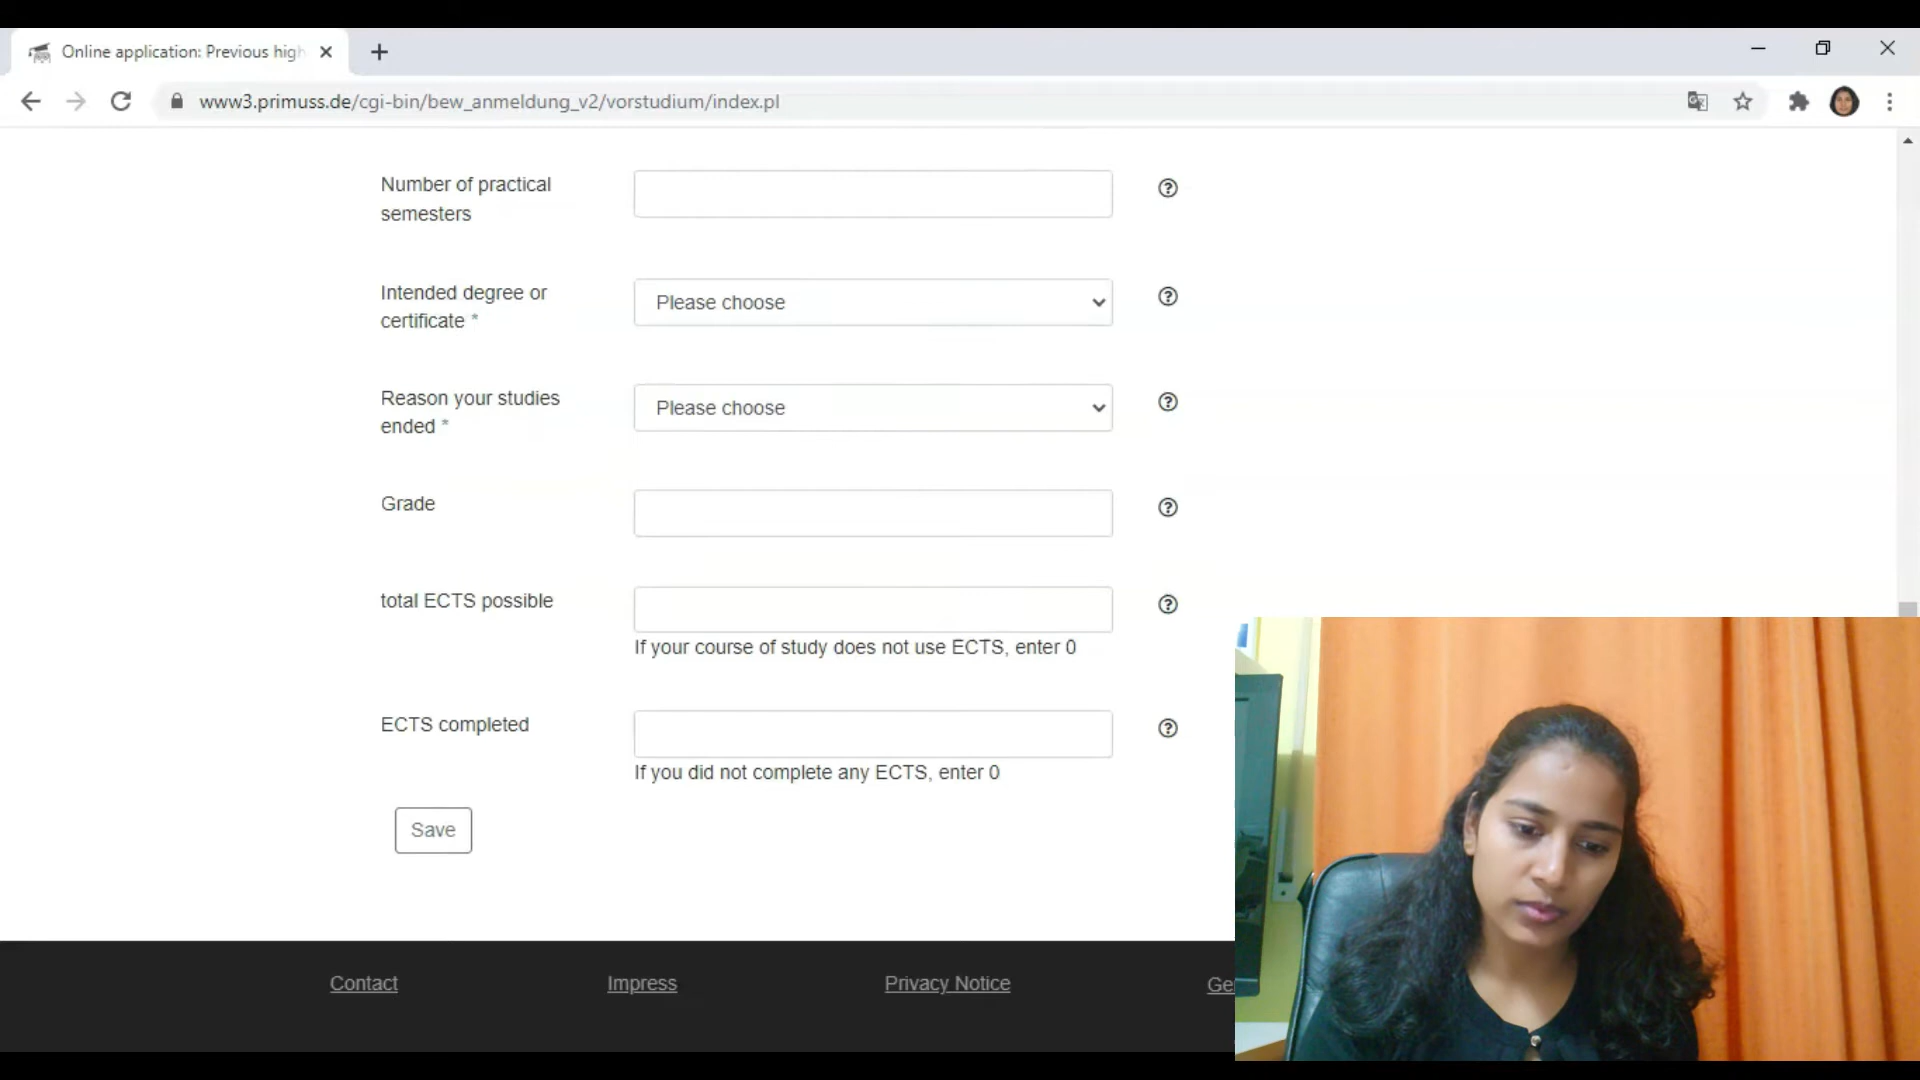 Online application: Previous high
www3.primuss.de/cgi-bin/bew_anmeldung_v2/vorstudium/index.pl
Number of practical
semesters
Intended degree or
certificate *
Please choose
Reason your studies
ended *
Please choose
Grade
total ECTS possible
If your course of study does not use ECTS, enter 0
ECTS completed
If you did not complete any ECTS, enter 0
Save
Contact
Impress
Privacy Notice
Ge